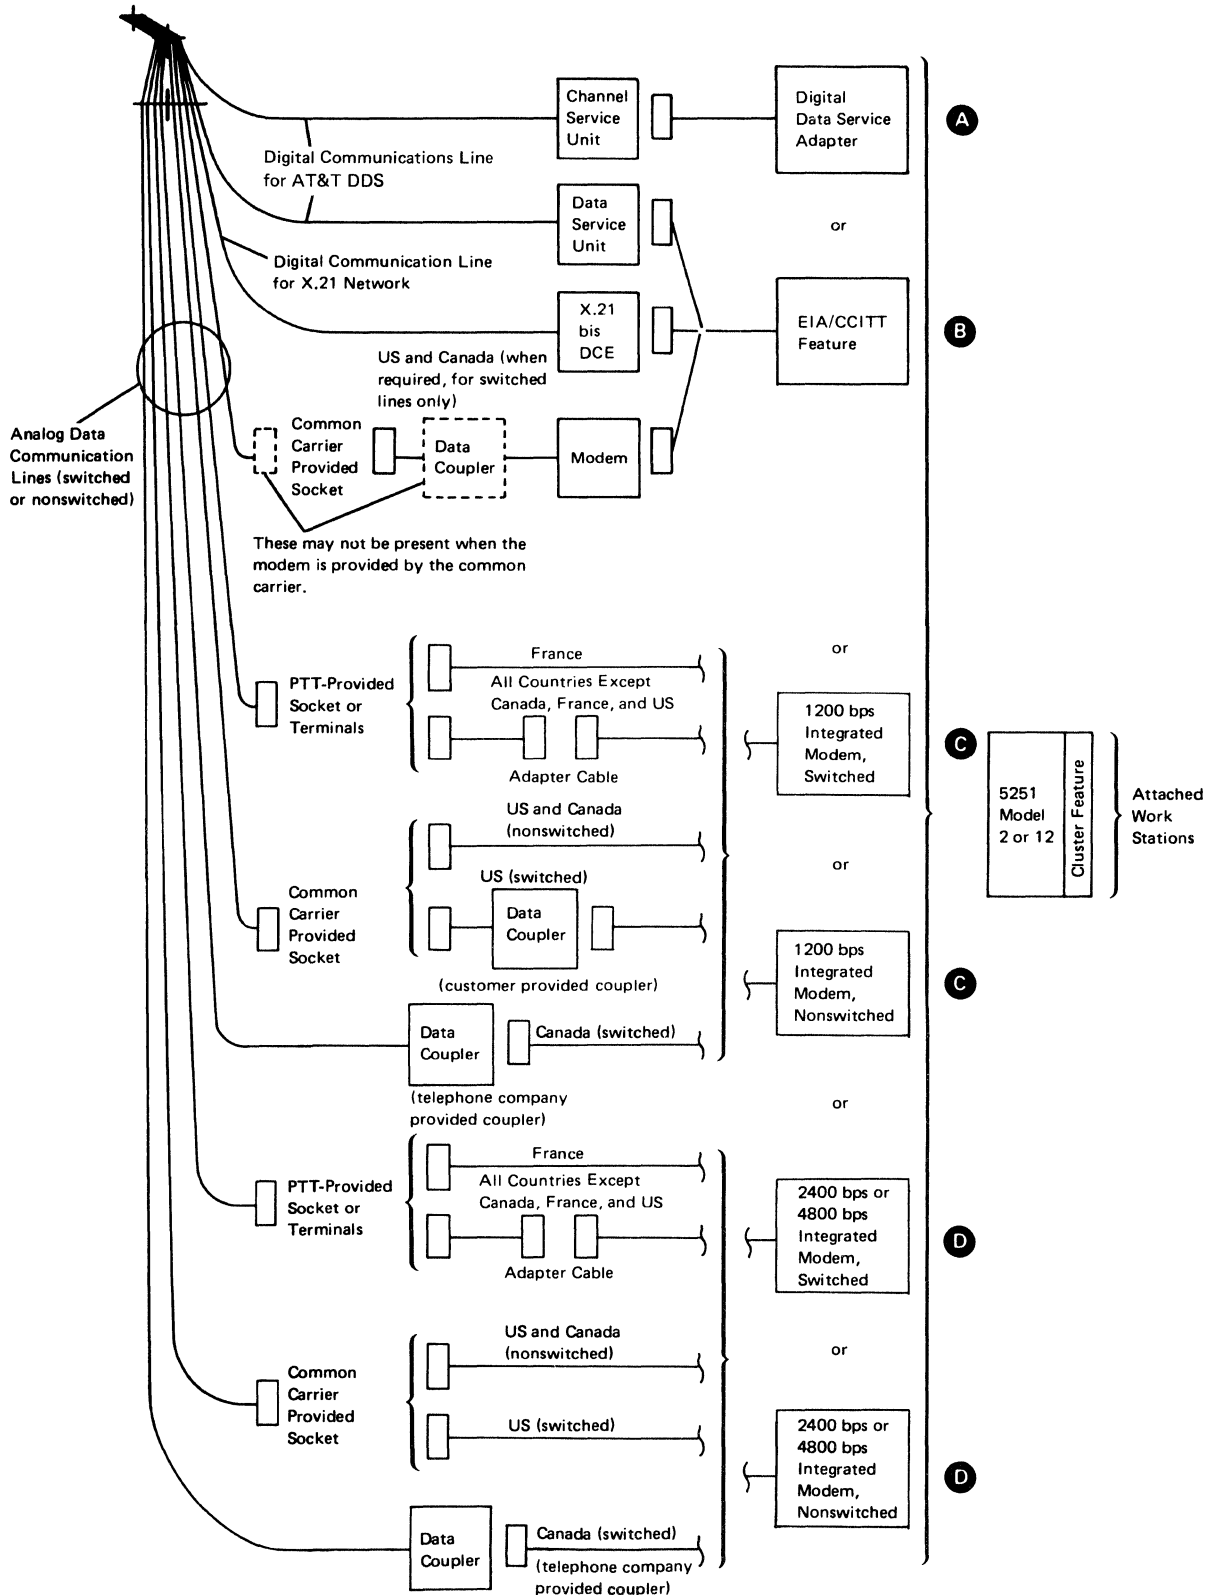 Channel
Service
Unit
Digital
Data Service
Adapter
A
Digital Communications Line
for AT&T DDS
Data
Service
Unit
or
Digital Communication Line
for X.21 Network
X.21
bis
DCE
EIA/CCITT
Feature
B
US and Canada (when
required, for switched
lines only)
Analog Data
Communication
Lines (switched
or nonswitched)
Common
Carrier
Provided
Socket
Data
Coupler
Modem
These may not be present when the
modem is provided by the common
carrier.
or
PTT-Provided
Socket or
Terminals
France
All Countries Except
Canada, France, and US
Adapter Cable
1200 bps
Integrated
Modem,
Switched
C
5251
Model
2 or 12
Cluster Feature
Attached
Work
Stations
US and Canada
(nonswitched)
or
Common
Carrier
Provided
Socket
US (switched)
Data
Coupler
(customer provided coupler)
1200 bps
Integrated
Modem,
Nonswitched
C
Data
Coupler
Canada (switched)
(telephone company
provided coupler)
or
PTT-Provided
Socket or
Terminals
France
All Countries Except
Canada, France, and US
Adapter Cable
2400 bps or
4800 bps
Integrated
Modem,
Switched
D
US and Canada
(nonswitched)
or
Common
Carrier
Provided
Socket
US (switched)
2400 bps or
4800 bps
Integrated
Modem,
Nonswitched
D
Data
Coupler
Canada (switched)
(telephone company
provided coupler)